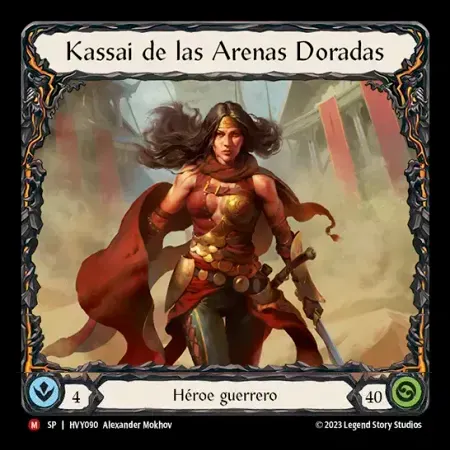 Kassai de las Arenas Doradas
4
Héroe guerrero
40
M SP | HVY090 Alexander Mokhov
©2023 Legend Story Studios